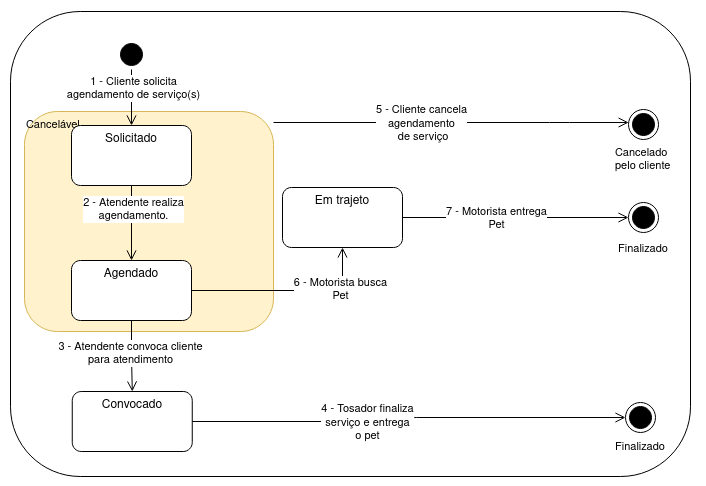 1 - Cliente solicita
agendamento de serviço(s)
Cancelável
Solicitado
2 - Atendente realiza
agendamento.
Agendado
3 - Atendente convoca cliente
para atendimento
Convocado
4 - Tosador finaliza
serviço e entrega
o pet
Finalizado
5 - Cliente cancela
agendamento
de serviço
Cancelado
pelo cliente
Em trajeto
6 - Motorista busca
Pet
7 - Motorista entrega
Pet
Finalizado